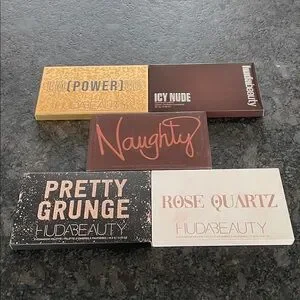 [POWER]
HUDABEAUTY
ICY NUDE
hudabeauty
Naughty
PRETTY
GRUNGE
HUDABEAUTY
ROSE QUARTZ
HUDABEAUTY